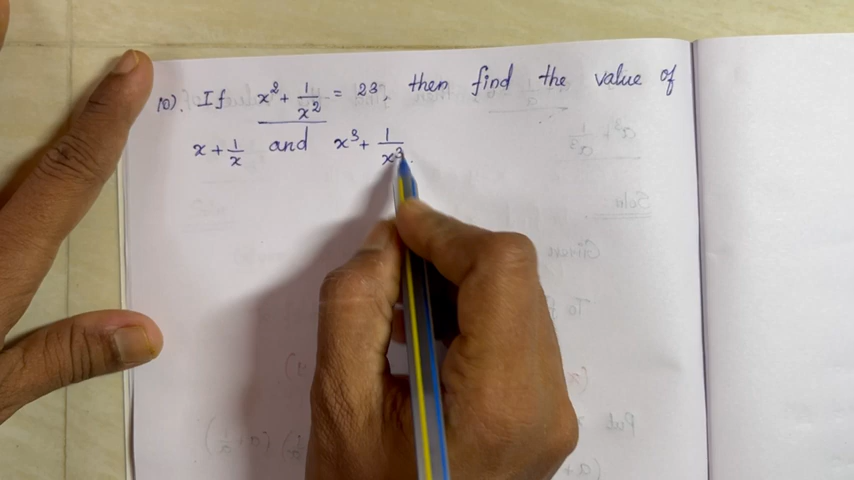 10). If x² + 1/x² = 23, then find the value of
x + 1/x and x³ + 1/x³.